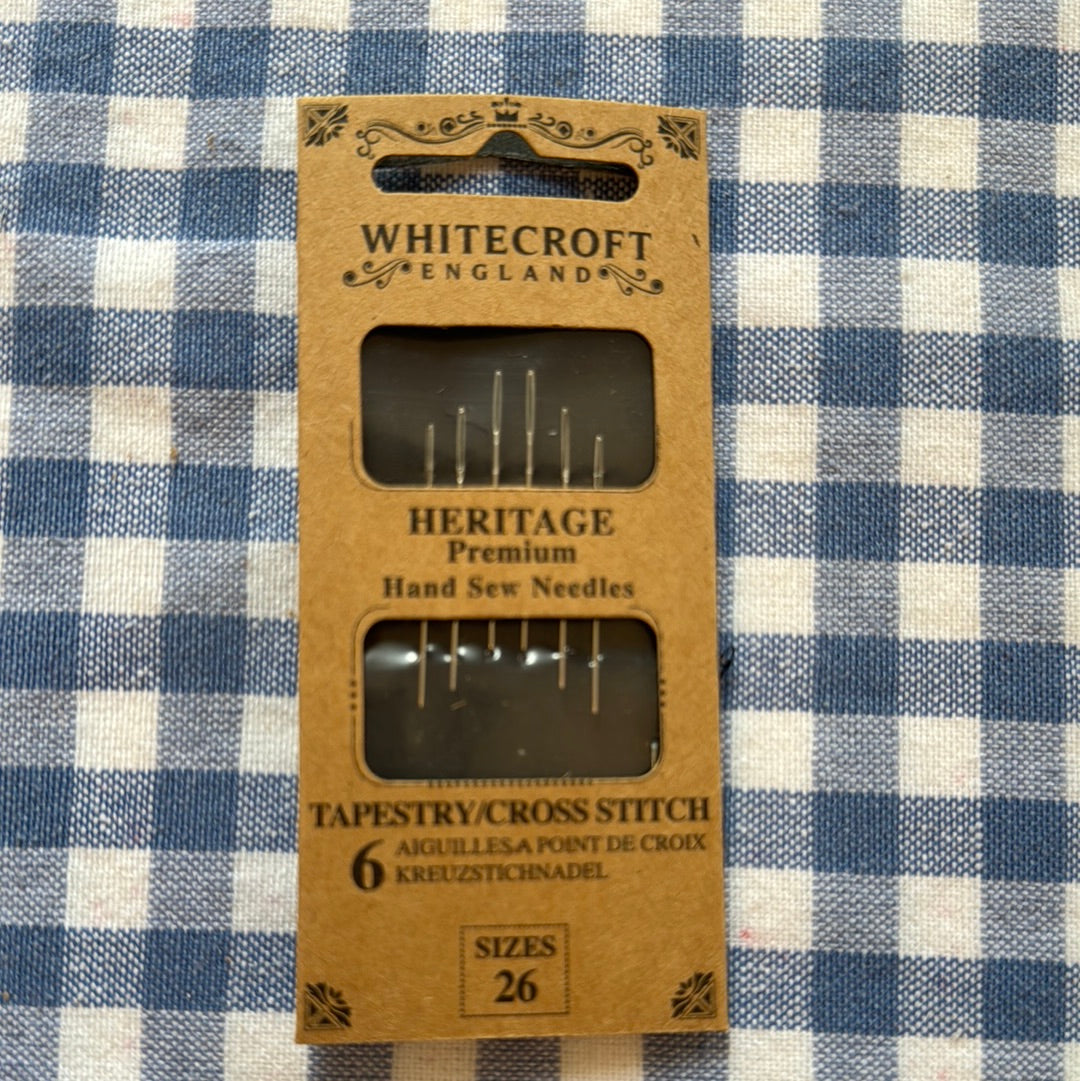 WHITECROFT
ENGLAND
HERITAGE
Premium
Hand Sew Needles
TAPESTRY/CROSS STITCH
6
AIGUILLES A POINT DE CROIX
KREUZSTICHNADEL
SIZES
26